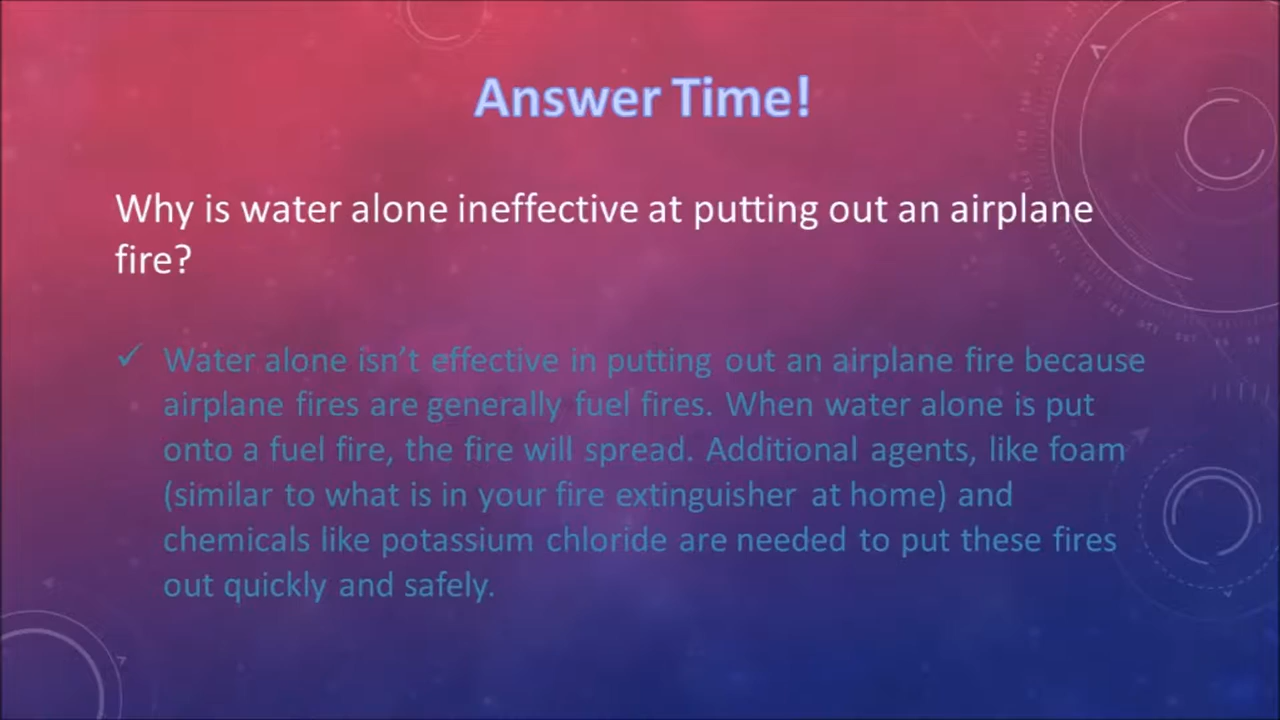 Answer Time!
Why is water alone ineffective at putting out an airplane
fire?
✓ Water alone isn't effective in putting out an airplane fire because
airplane fires are generally fuel fires. When water alone is put
onto a fuel fire, the fire will spread. Additional agents, like foam
(similar to what is in your fire extinguisher at home) and
chemicals like potassium chloride are needed to put these fires
out quickly and safely.